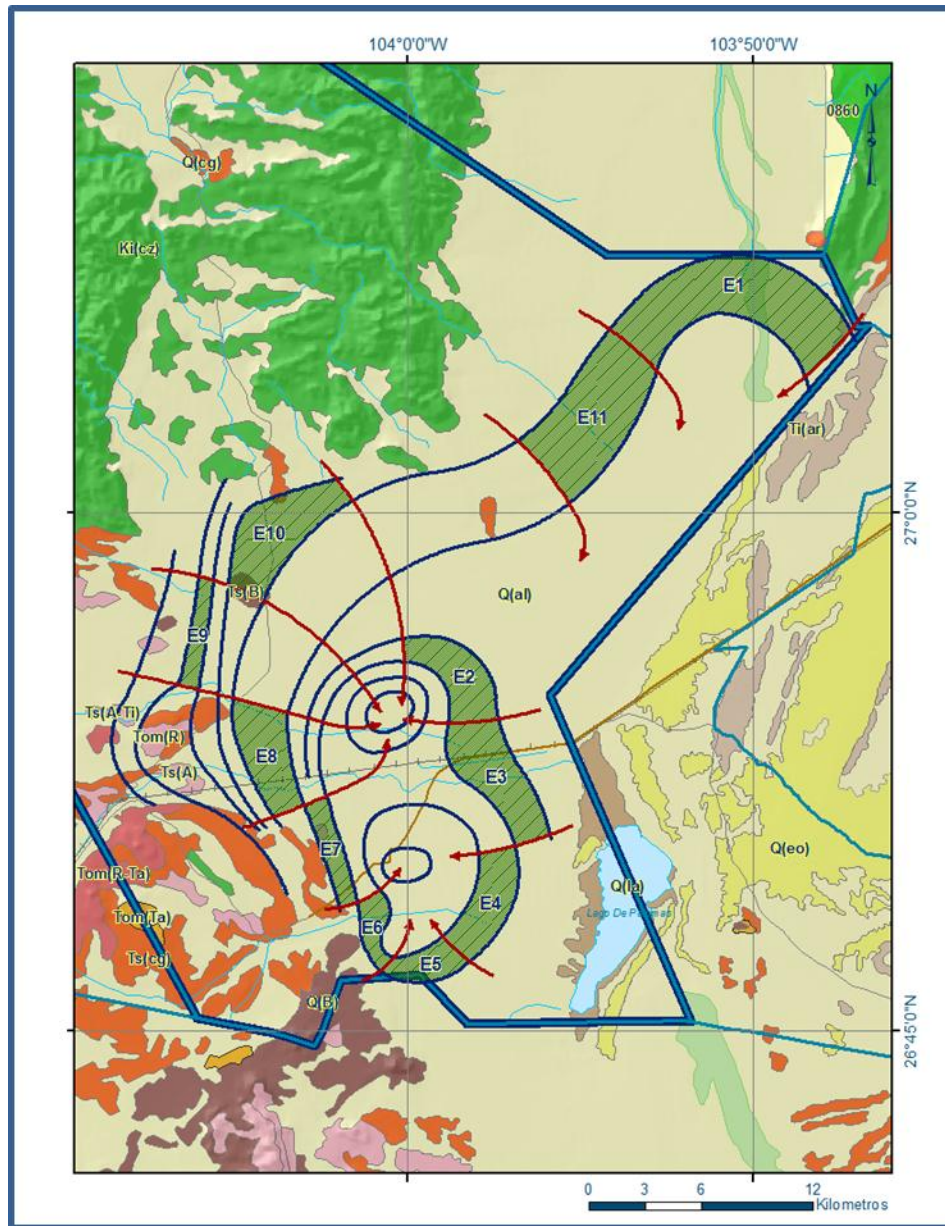 104°0'0"W
103°50'0"W
N
0860
Q(cg)
Ki(cz)
E1
E11
Ti(ar)
27°0'0"N
E10
Ts(B)
Q(al)
E9
E2
Ts(A-Ti)
Tom(R)
Ts(A)
E8
E3
Q(eo)
E7
Tom(R-Ta)
Q(la)
E4
Lago De
Tom(Ta)
E6
Ts(cg)
E5
Q(B)
26°45'0"N
0 3 6 12
Kilometros